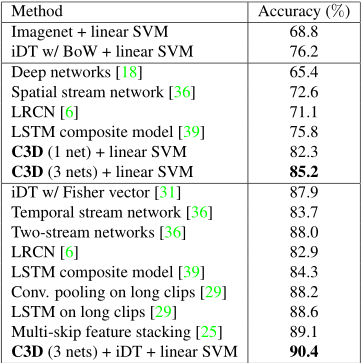 Method Accuracy (%)
Imagenet + linear SVM 68.8
iDT w/ BoW + linear SVM 76.2
Deep networks [18] 65.4
Spatial stream network [36] 72.6
LRCN [6] 71.1
LSTM composite model [39] 75.8
C3D (1 net) + linear SVM 82.3
C3D (3 nets) + linear SVM 85.2
iDT w/ Fisher vector [31] 87.9
Temporal stream network [36] 83.7
Two-stream networks [36] 88.0
LRCN [6] 82.9
LSTM composite model [39] 84.3
Conv. pooling on long clips [29] 88.2
LSTM on long clips [29] 88.6
Multi-skip feature stacking [25] 89.1
C3D (3 nets) + iDT + linear SVM 90.4